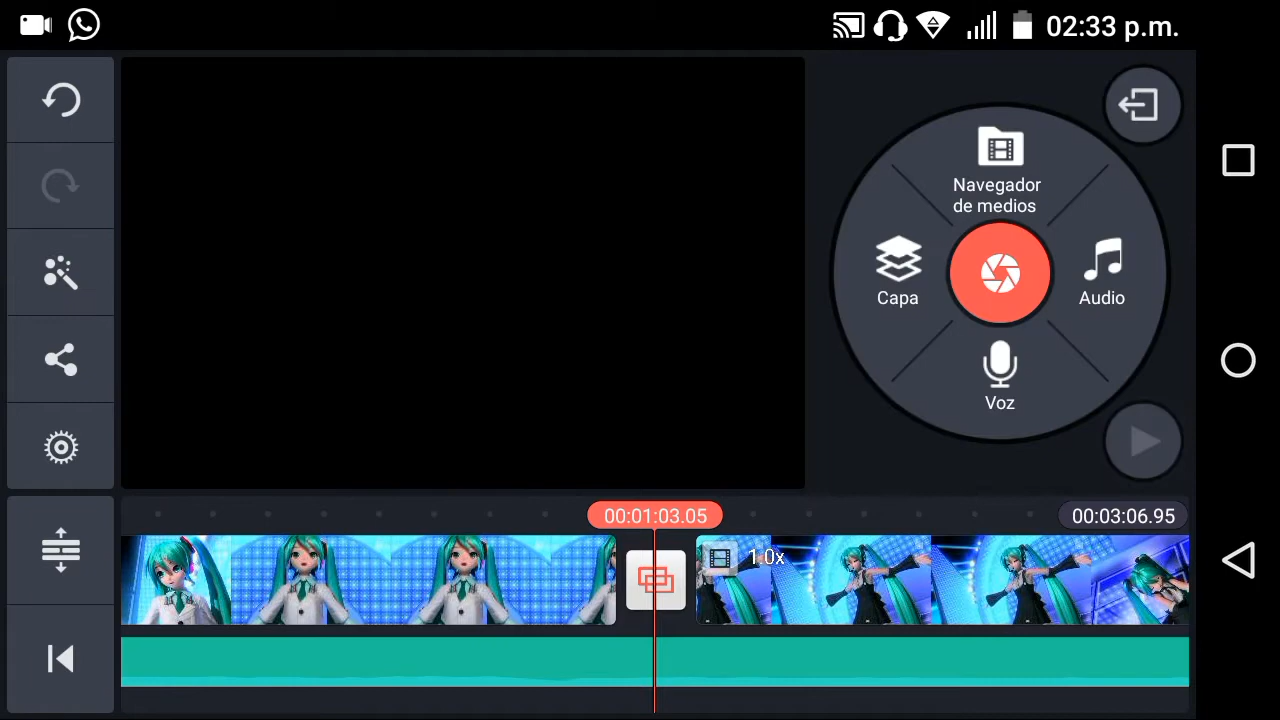 02:33 p.m.
Navegador
de medios
Capa
Audio
Voz
00:01:03.05
00:03:06.95
1.0x